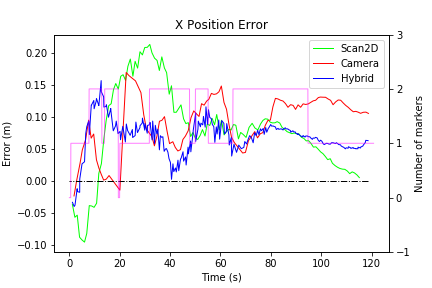 X Position Error
Scan2D
Camera
Hybrid
Error (m)
0.20
0.15
0.10
0.05
0.00
−0.05
−0.10
3
2
1
0
−1
Number of markers
0 20 40 60 80 100 120
Time (s)